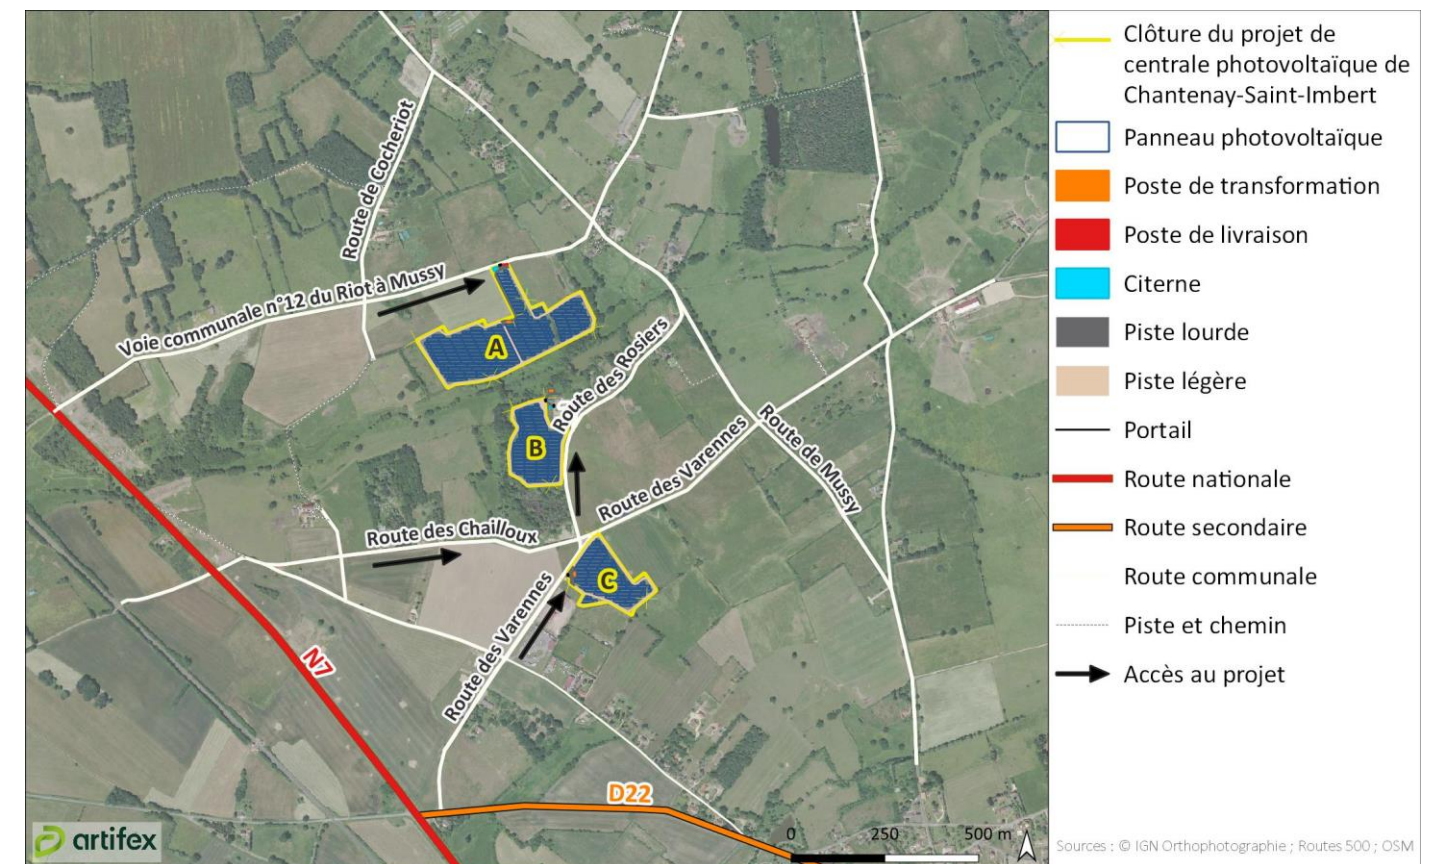 Route de Cocheriot
Voie communale n°12 du Riot à Mussy
A
Route des Rosiers
B
Route des Varennes
Route de Mussy
Route des Chailloux
C
Route des Varennes
N7
D22
artifex
0 250 500 m
Clôture du projet de
centrale photovoltaïque de
Chantenay-Saint-Imbert
Panneau photovoltaïque
Poste de transformation
Poste de livraison
Citerne
Piste lourde
Piste légère
Portail
Route nationale
Route secondaire
Route communale
Piste et chemin
Accès au projet
Sources : © IGN Orthophotographie ; Routes 500 ; OSM